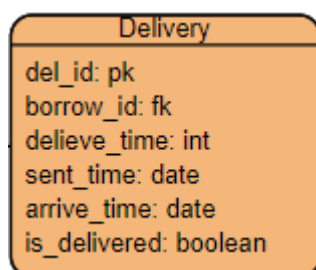 Delivery
del_id: pk
borrow_id: fk
delieve_time: int
sent_time: date
arrive_time: date
is_delivered: boolean